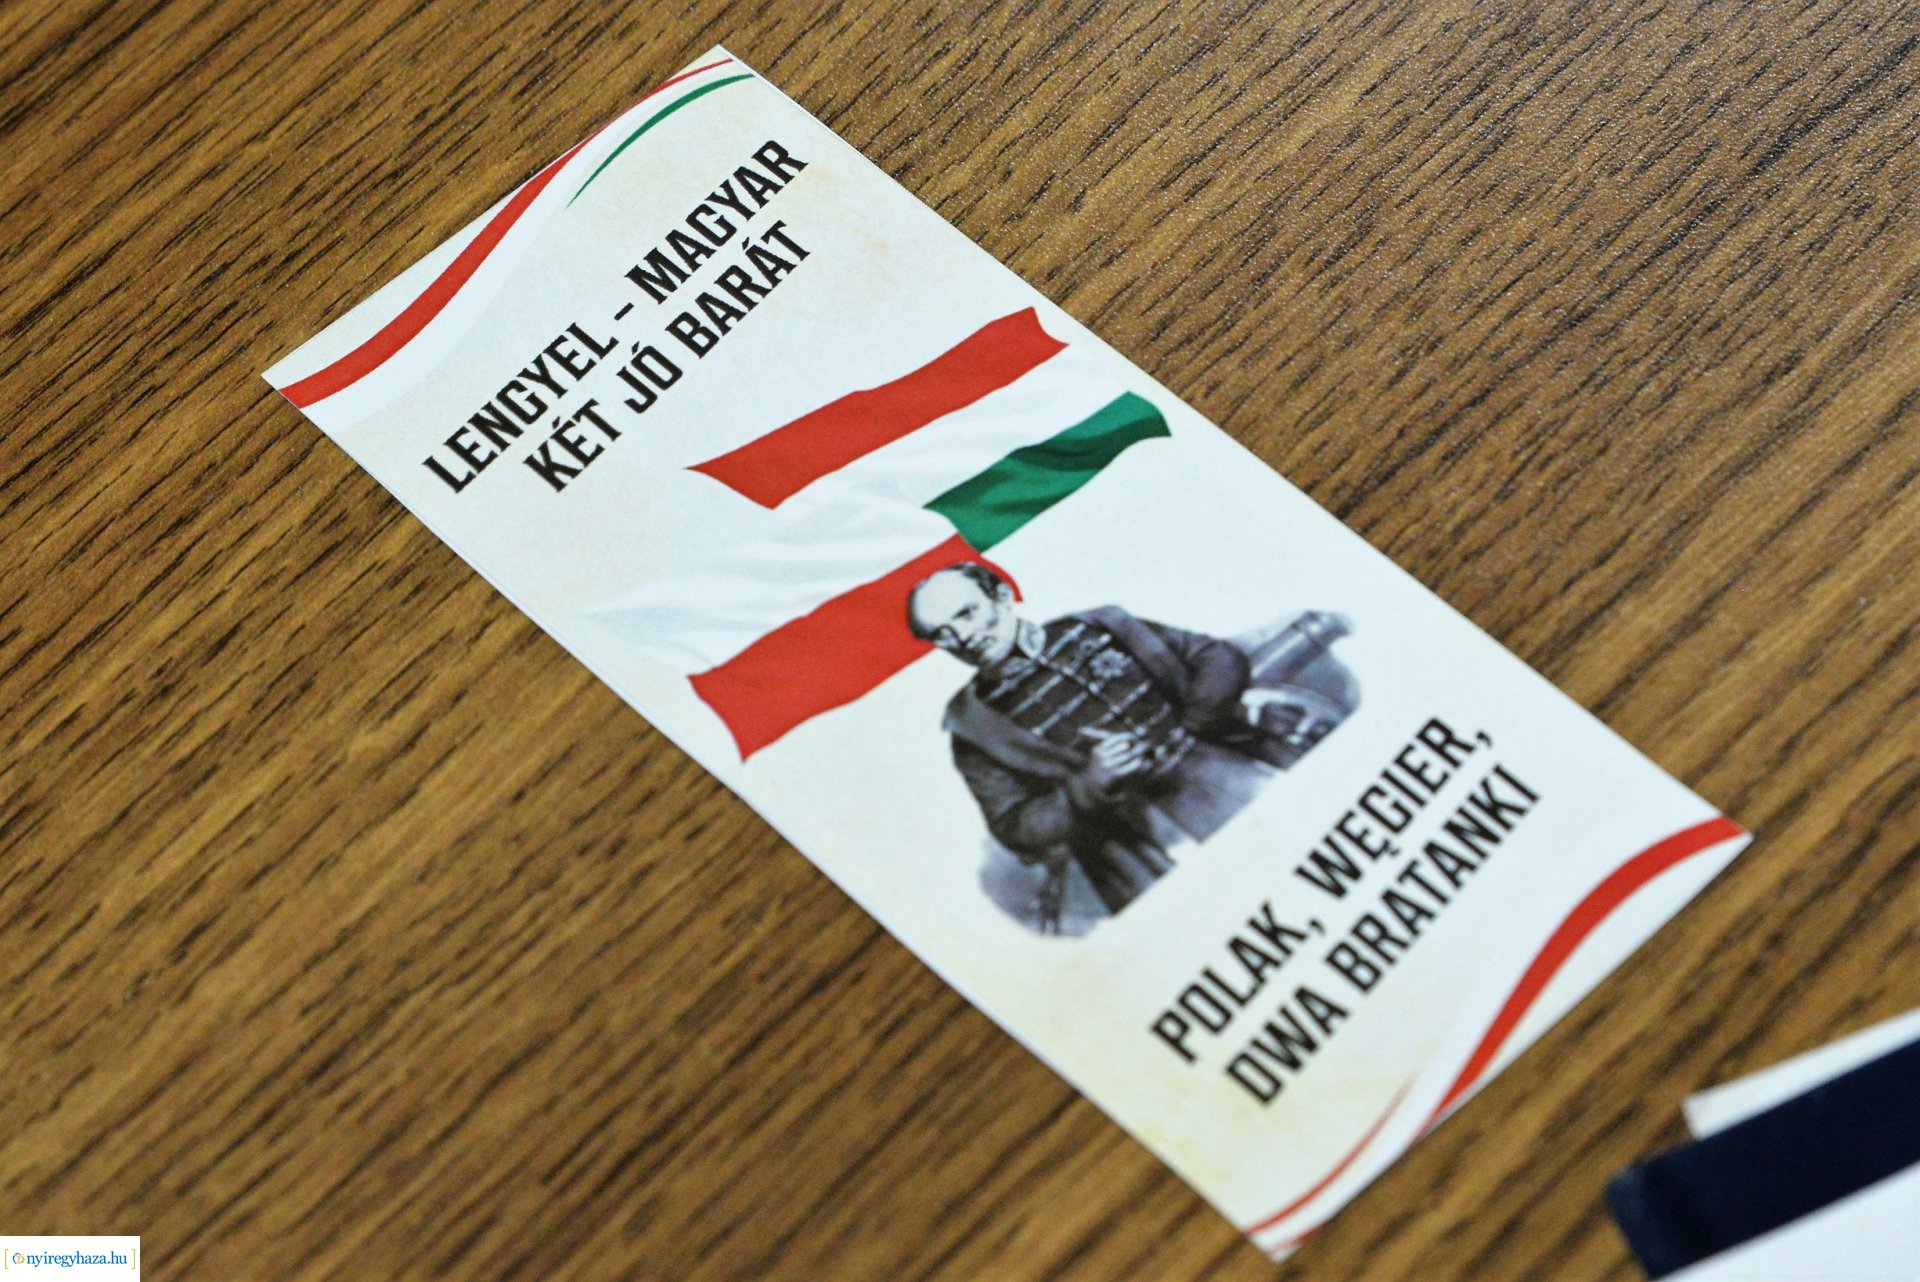 LENGYEL - MAGYAR
KÉT JÓ BARÁT
POLAK, WĘGIER,
DWA BRATANKI
[nyiregyhaza.hu]